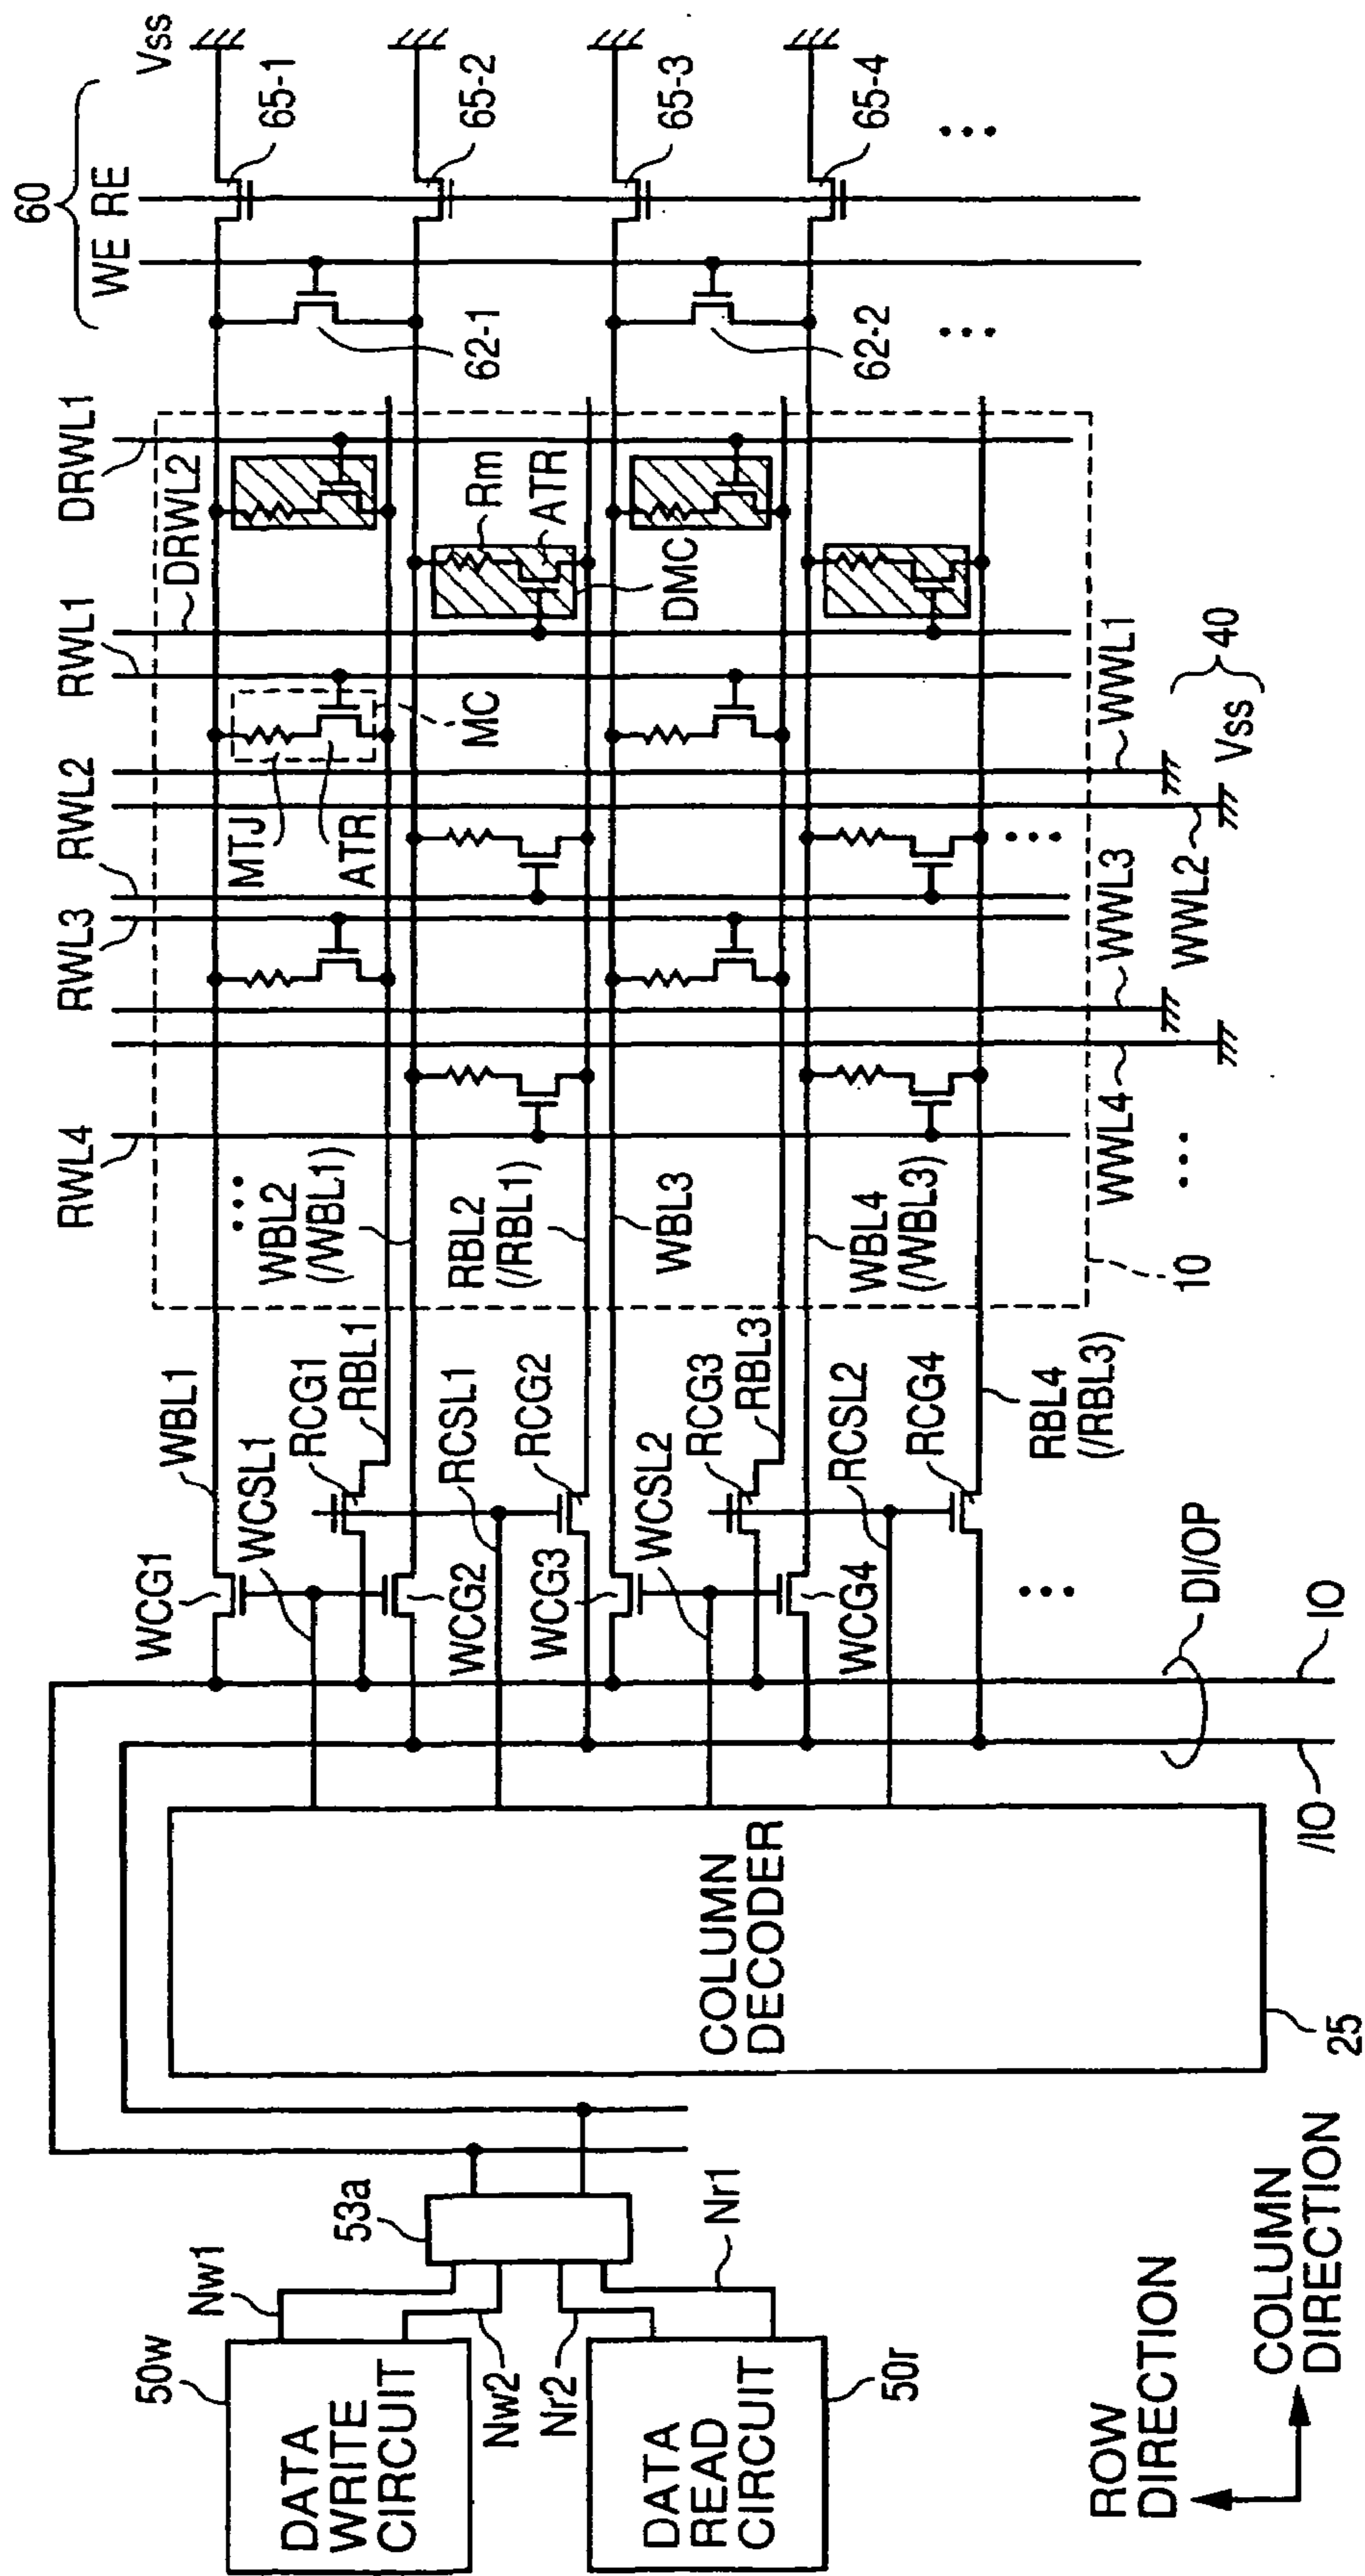 60
WE
RE
Vss
65-1
65-2
65-3
65-4
62-1
62-2
DRWL1
DRWL2
RWL1
RWL2
RWL3
RWL4
Rm
ATR
DMC
MC
MTJ
ATR
WWL1
40
Vss
WWL2
WWL3
WWL4
10
WBL2
(/WBL1)
RBL2
(/RBL1)
WBL3
WBL4
(/WBL3)
WBL1
WCSL1
RCG1
RBL1
RCSL1
RCG2
WCSL2
RCG3
RBL3
RCSL2
RCG4
RBL4
(/RBL3)
WCG1
WCG2
WCG3
WCG4
DI/OP
IO
/IO
COLUMN
DECODER
25
53a
Nw1
Nw2
Nr2
Nr1
50w
DATA
WRITE
CIRCUIT
DATA
READ
CIRCUIT
50r
ROW
DIRECTION
COLUMN
DIRECTION